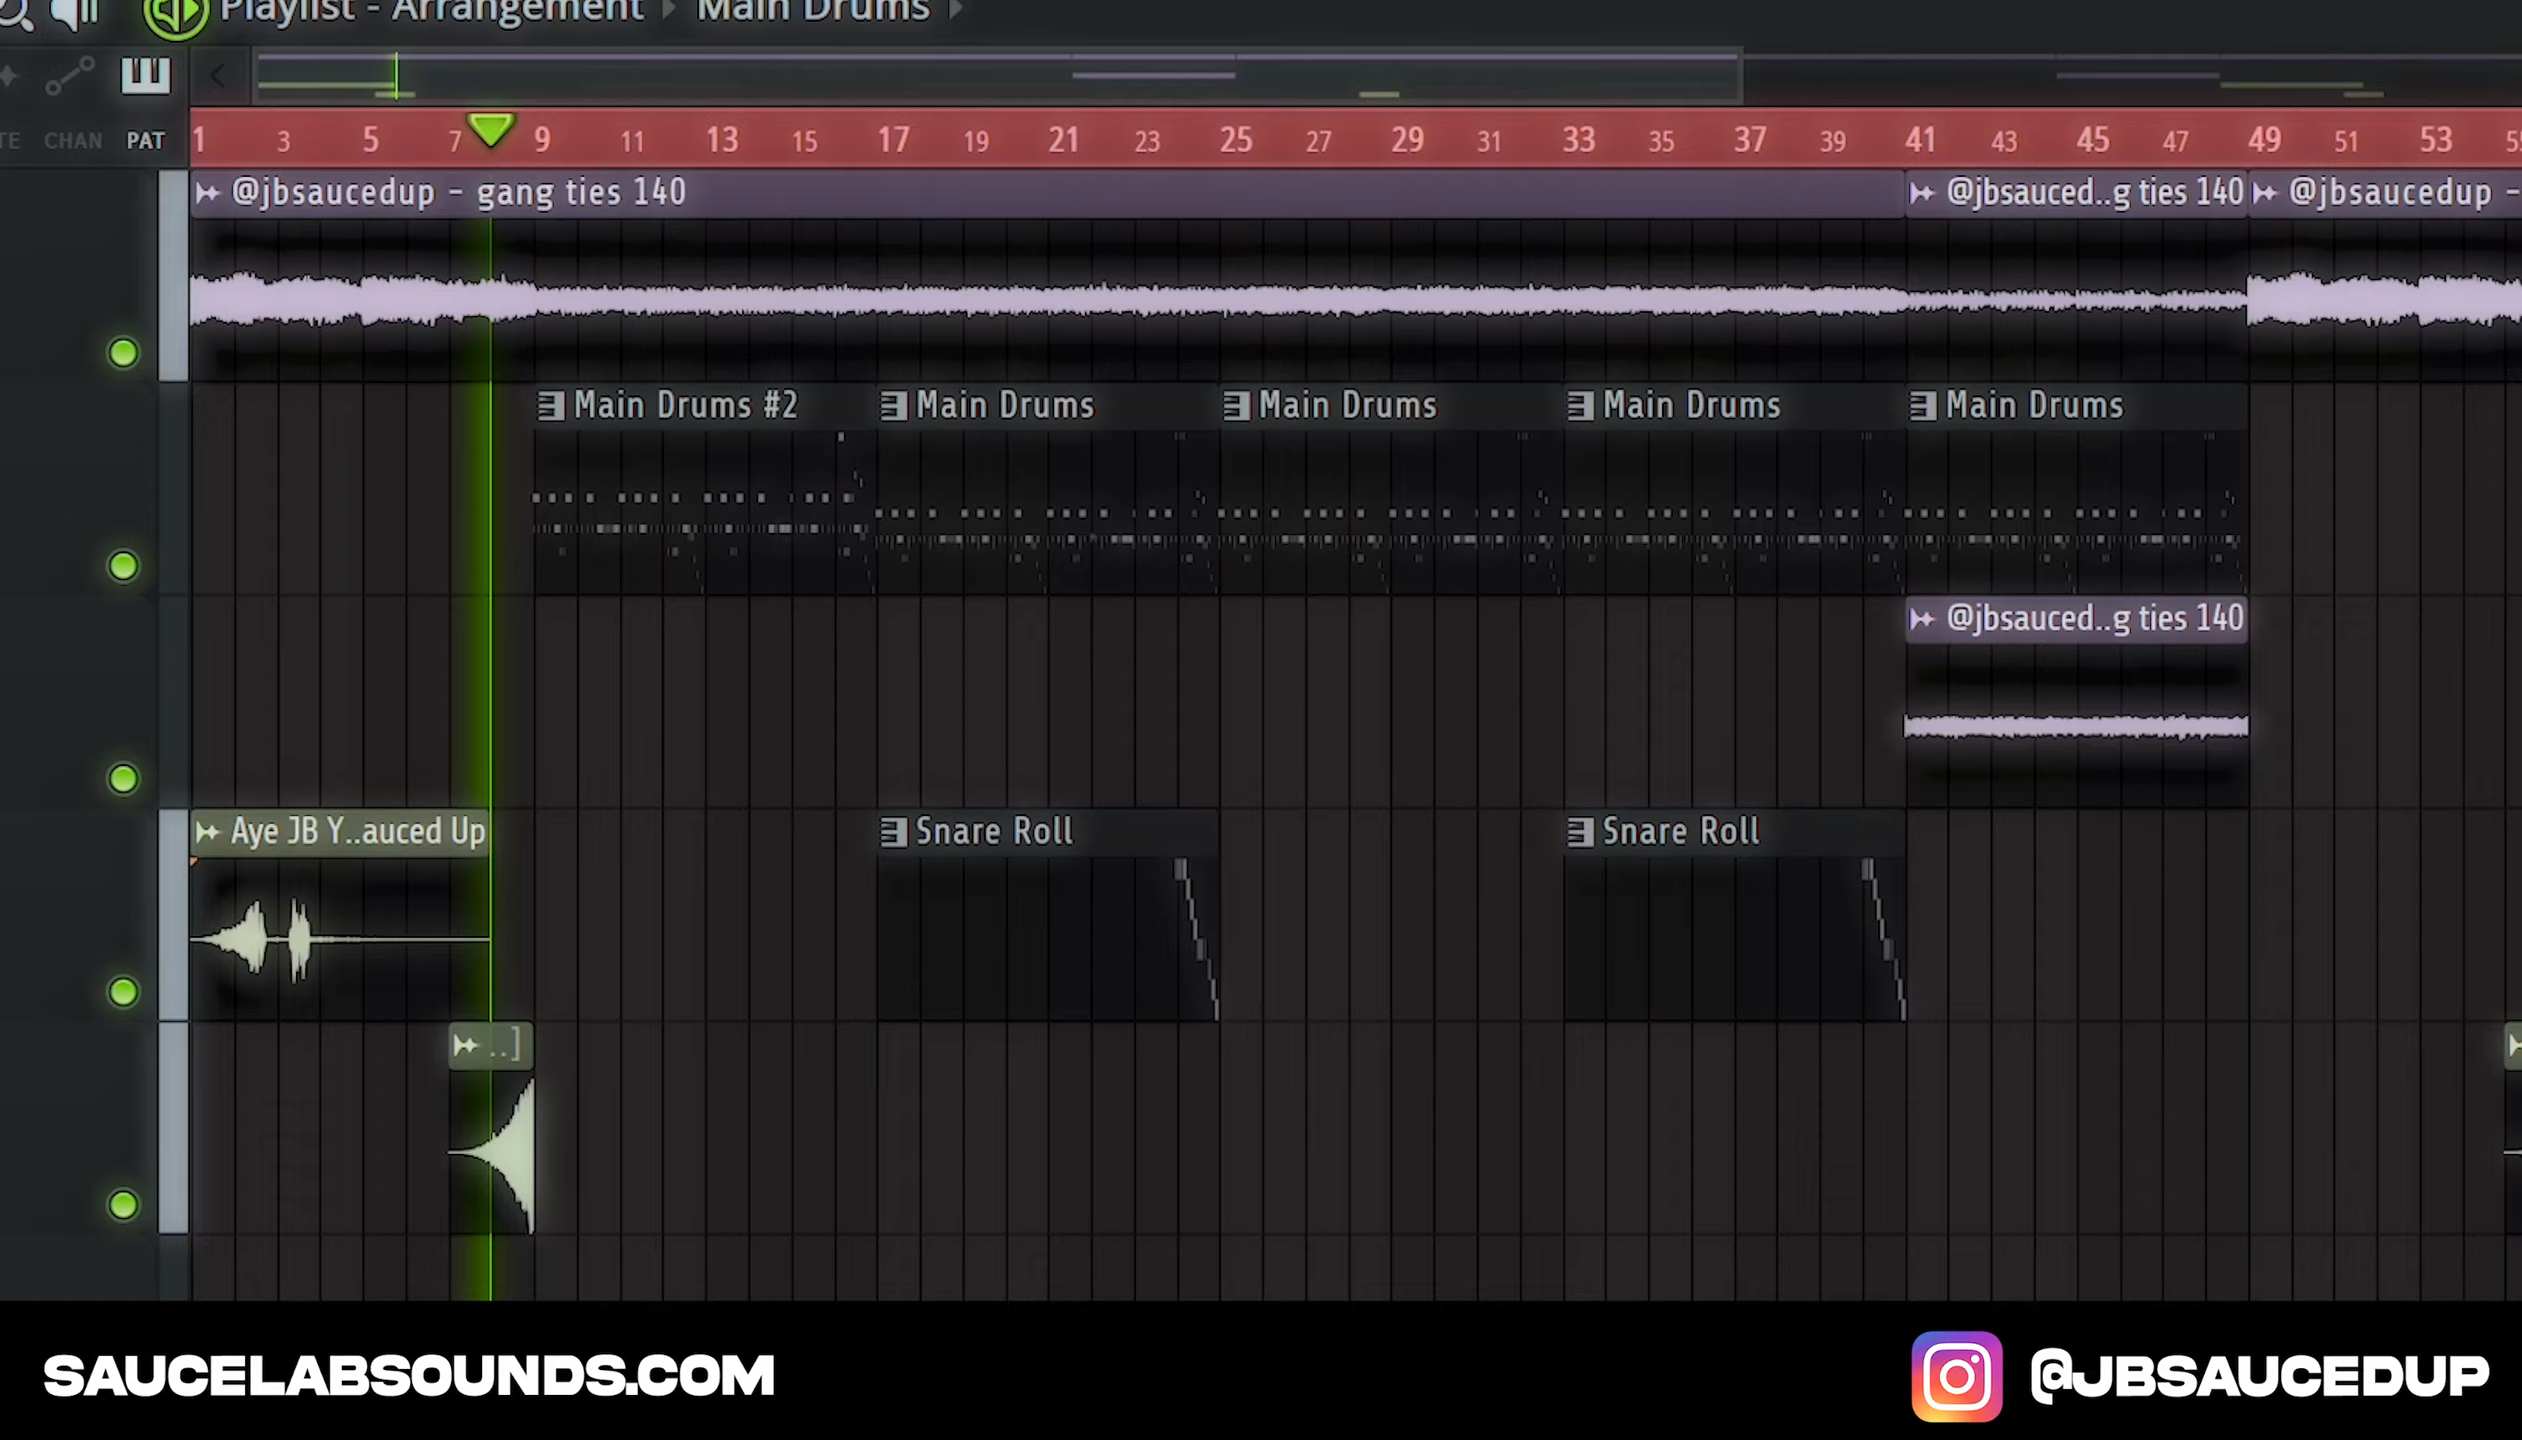 Playlist - Arrangement Main Drums
TE CHAN PAT 1 3 5 7 9 11 13 15 17 19 21 23 25 27 29 31 33 35 37 39 41 43 45 47 49 51 53
@jbsaucedup - gang ties 140 @jbsauced..g ties 140 @jbsaucedup -
Main Drums #2 Main Drums Main Drums Main Drums Main Drums
@jbsauced..g ties 140
Aye JB Y..auced Up Snare Roll Snare Roll
..]
SAUCELABSOUNDS.COM @JBSAUCEDUP